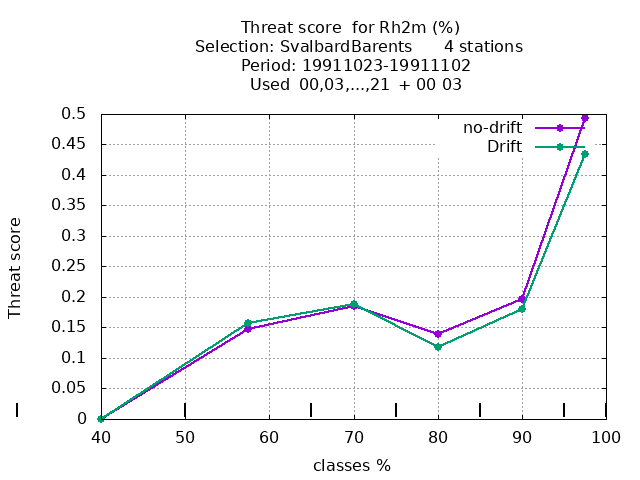 Threat score  for Rh2m (%)
Selection: SvalbardBarents      4 stations
Period: 19911023-19911102
Used  00,03,...,21  + 00 03
no-drift
Drift
0.5
0.45
0.4
0.35
0.3
0.25
0.2
0.15
0.1
0.05
0
Threat score
40 50 60 70 80 90 100
classes %